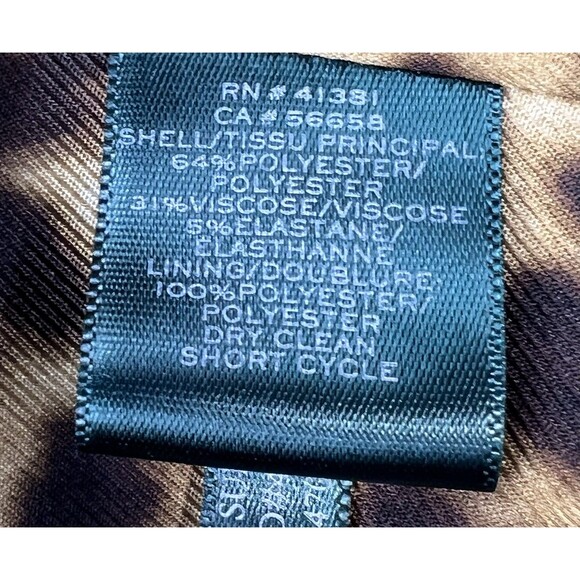 RN # 41381
CA # 56658
SHELL/TISSU PRINCIPAL
64% POLYESTER/
POLYESTER
31% VISCOSE/VISCOSE
5% ELASTANE/
ELASTHANNE
LINING/DOUBLURE
100% POLYESTER/
POLYESTER
DRY CLEAN
SHORT CYCLE